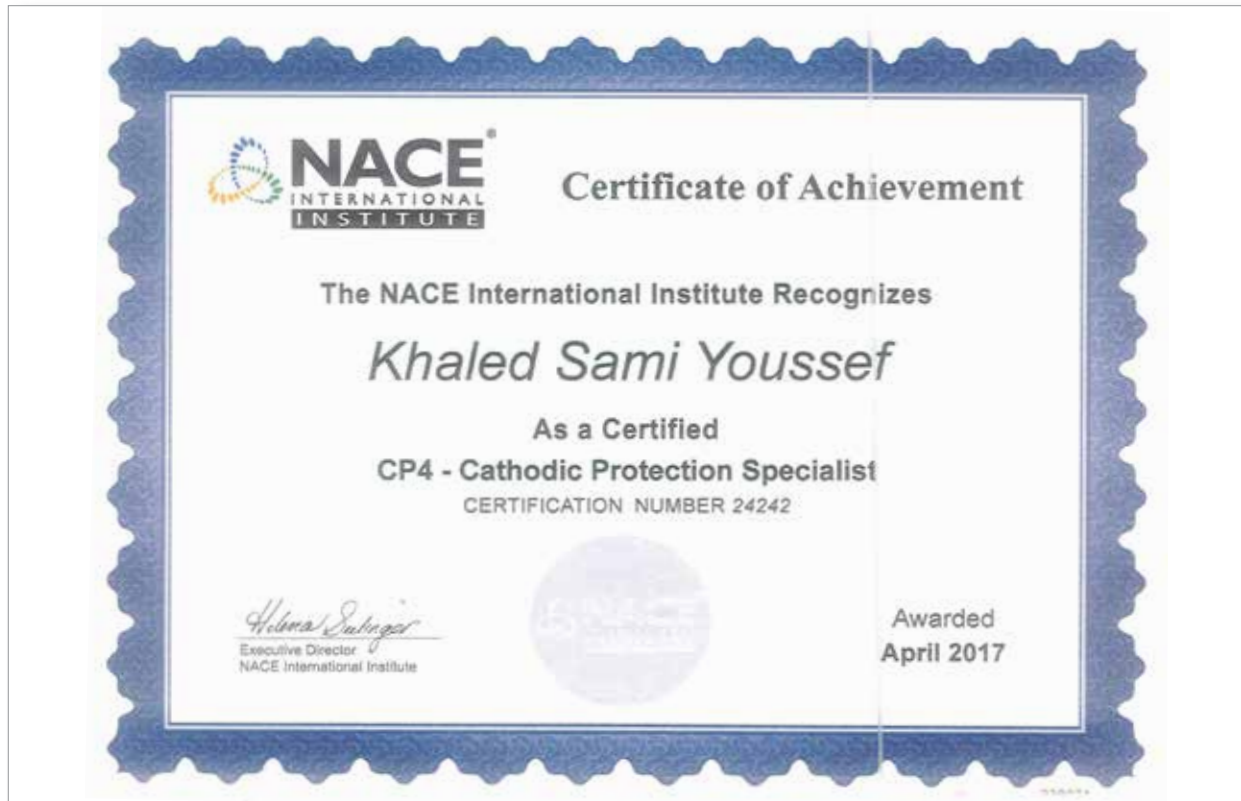 NACE®
INTERNATIONAL
INSTITUTE
Certificate of Achievement
The NACE International Institute Recognizes
Khaled Sami Youssef
As a Certified
CP4 - Cathodic Protection Specialist
CERTIFICATION NUMBER 24242
NACE
Executive Director
NACE International Institute
Awarded
April 2017